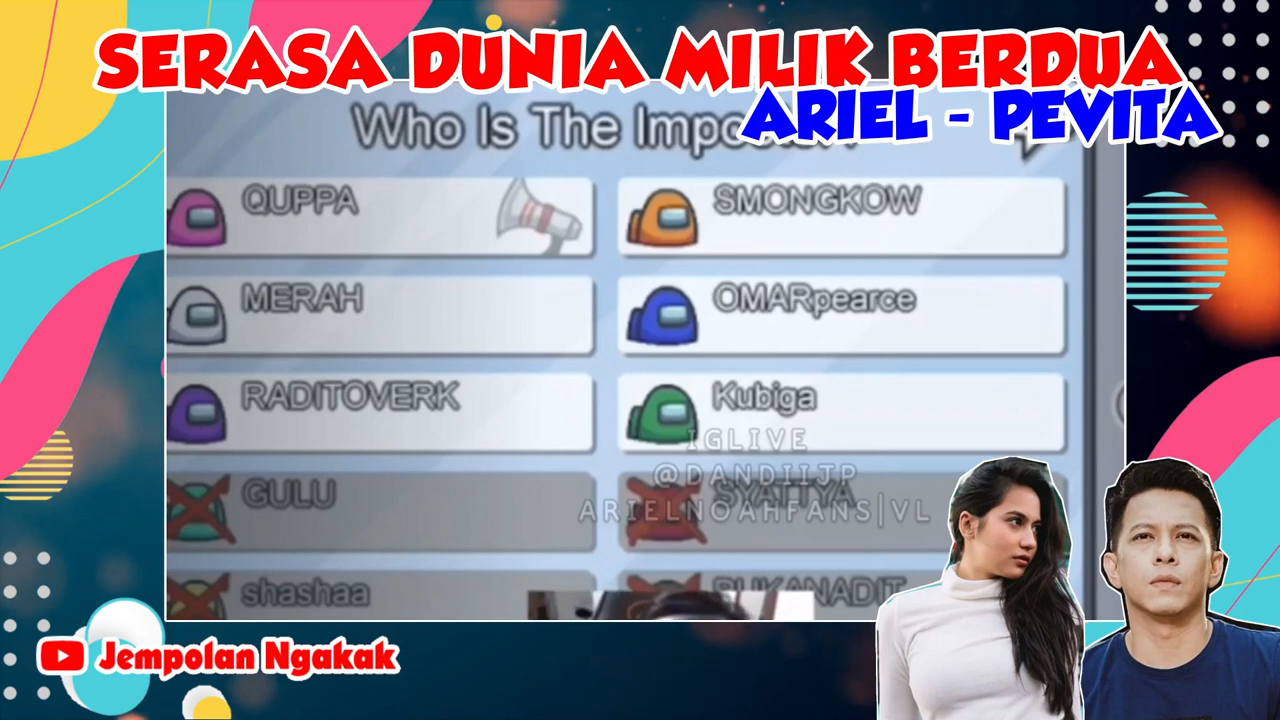 SERASA DUNIA MILIK BERDUA
ARIEL - PEVITA
Who Is The
QUPPA
SMONGKOW
MERAH
OMARpearce
RADITOVERK
Kubiga
IGLIVE
@DANDIIJP
GULU
SYATTYA
ARIELNOAHFANS|VL
shashaa
Jempolan Ngakak